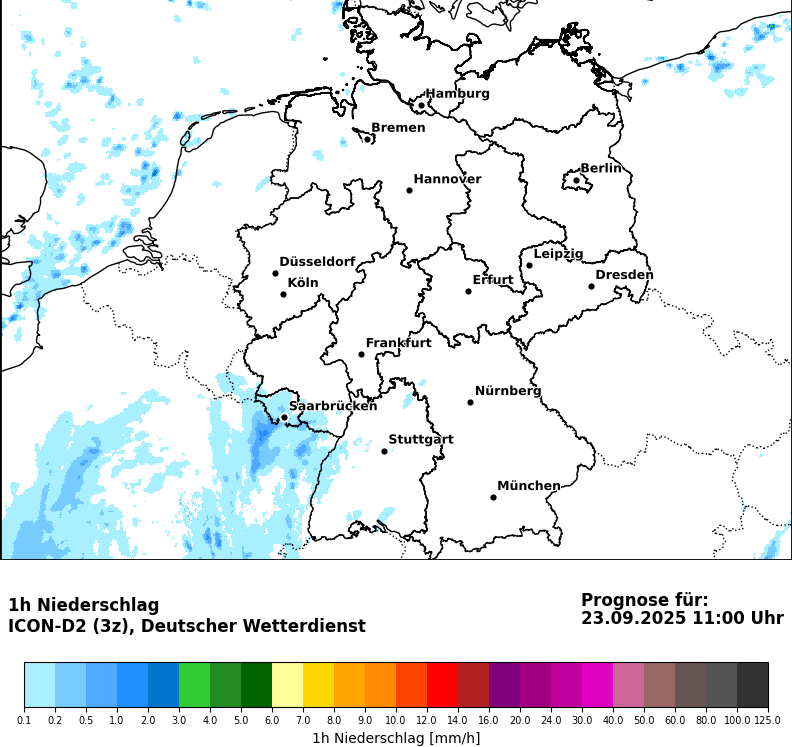 Hamburg
Bremen
Berlin
Hannover
Leipzig
Düsseldorf
Dresden
Köln
Erfurt
Frankfurt
Nürnberg
Saarbrücken
Stuttgart
München
1h Niederschlag
ICON-D2 (3z), Deutscher Wetterdienst
Prognose für:
23.09.2025 11:00 Uhr
0.1 0.2 0.5 1.0 2.0 3.0 4.0 5.0 6.0 7.0 8.0 9.0 10.0 12.0 14.0 16.0 20.0 24.0 30.0 40.0 50.0 60.0 80.0 100.0 125.0
1h Niederschlag [mm/h]